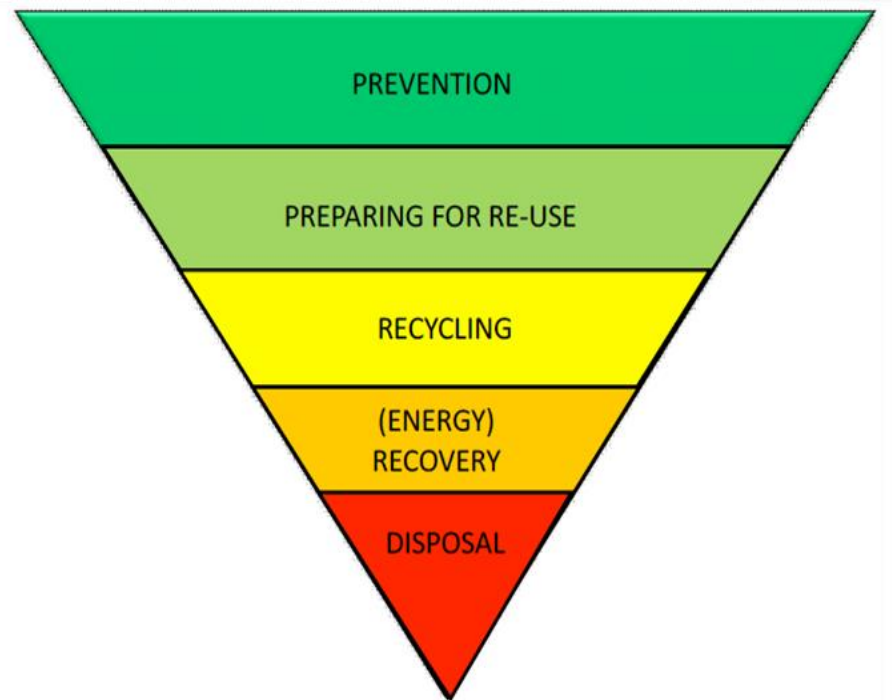 PREVENTION
PREPARING FOR RE-USE
RECYCLING
(ENERGY)
RECOVERY
DISPOSAL